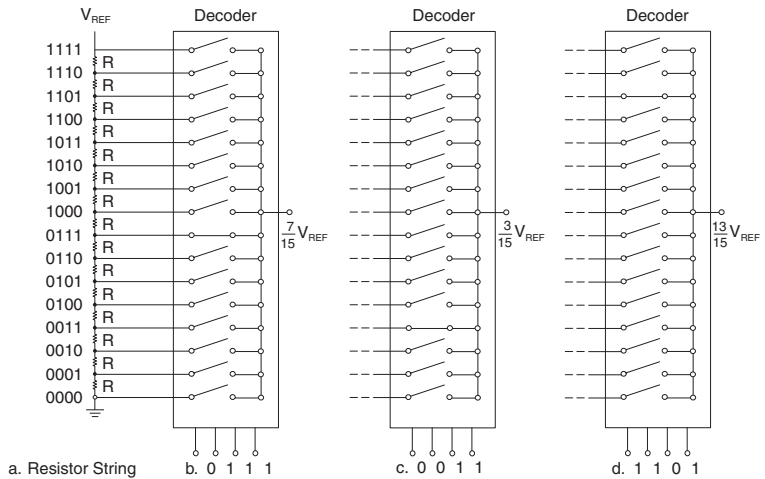 V_REF Decoder Decoder Decoder
1111
R
1110
R
1101
R
1100
R
1011
R
1010
R
1001
R
1000
R
0111
R
0110
R
0101
R
0100
R
0011
R
0010
R
0001
R
0000
7/15 V_REF
3/15 V_REF
13/15 V_REF
a. Resistor String b. 0 1 1 1 c. 0 0 1 1 d. 1 1 0 1